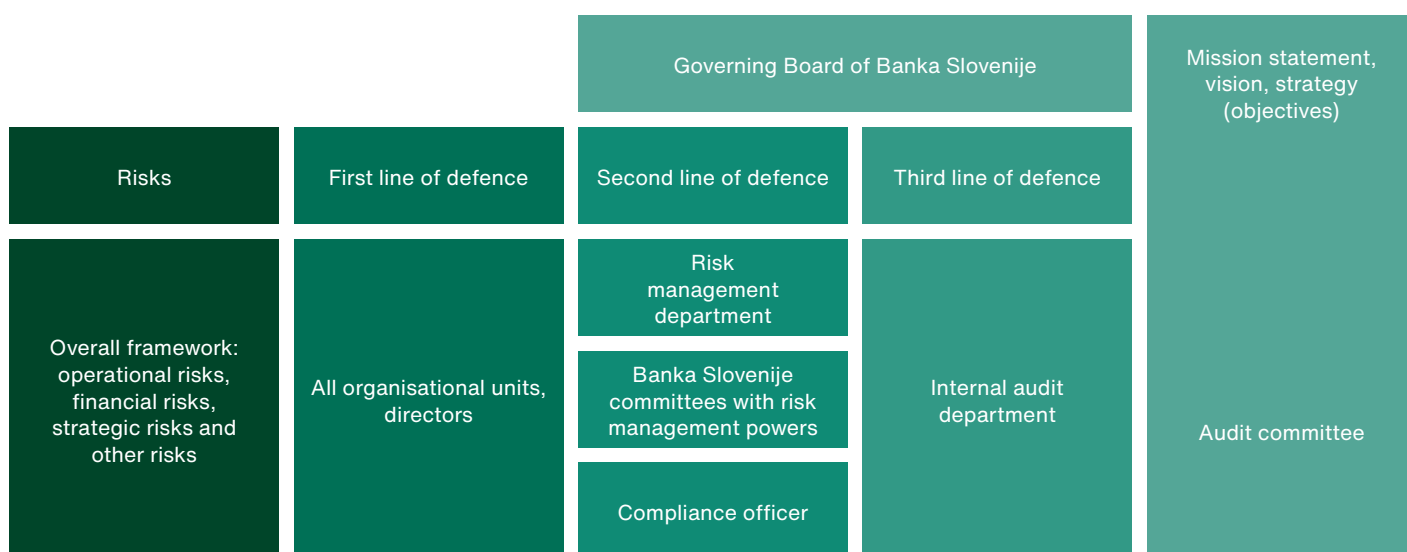 Governing Board of Banka Slovenije
Mission statement,
vision, strategy
(objectives)
Risks
First line of defence
Second line of defence
Third line of defence
Overall framework:
operational risks,
financial risks,
strategic risks and
other risks
All organisational units,
directors
Risk
management
department
Banka Slovenije
committees with risk
management powers
Compliance officer
Internal audit
department
Audit committee